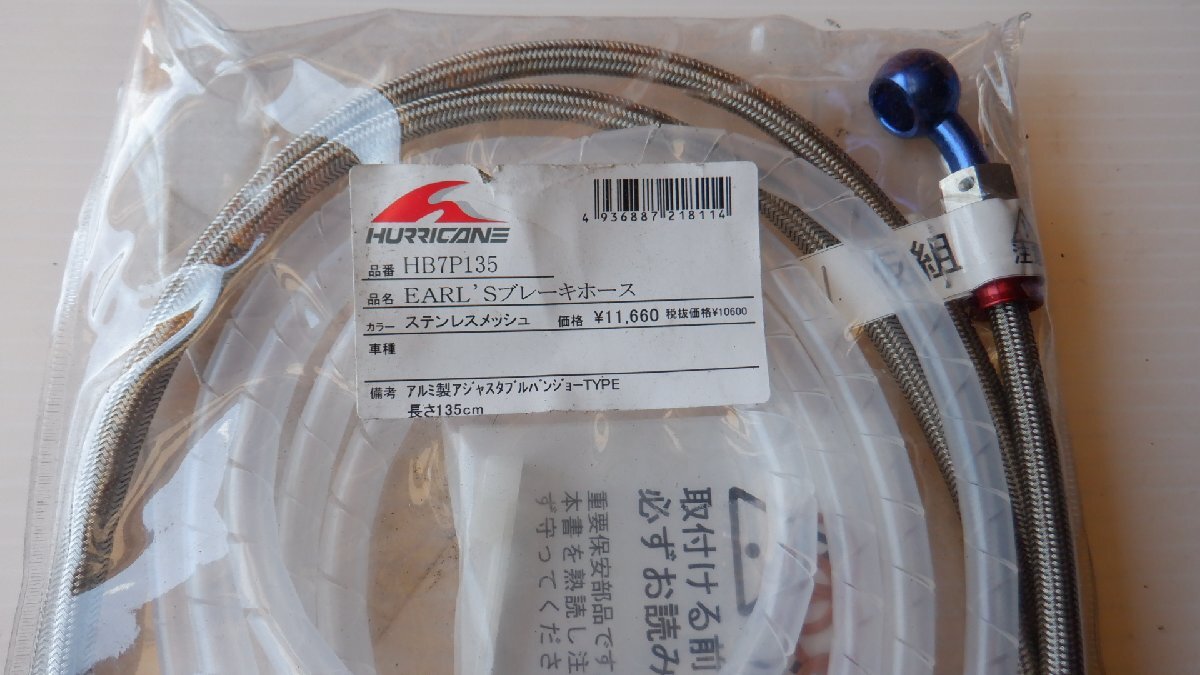 HURRICANE
4 936887 218114
品番 HB7P135
品名 EARL'Sブレーキホース
カラー ステンレスメッシュ 価格 ¥11,660 税抜価格¥10600
車種
備考 アルミ製アジャスタブルバンジョーTYPE
長さ135cm
組
注
取付ける前
必ずお読み
重要保安部品です
本書を熟読し注
ず守ってくださ